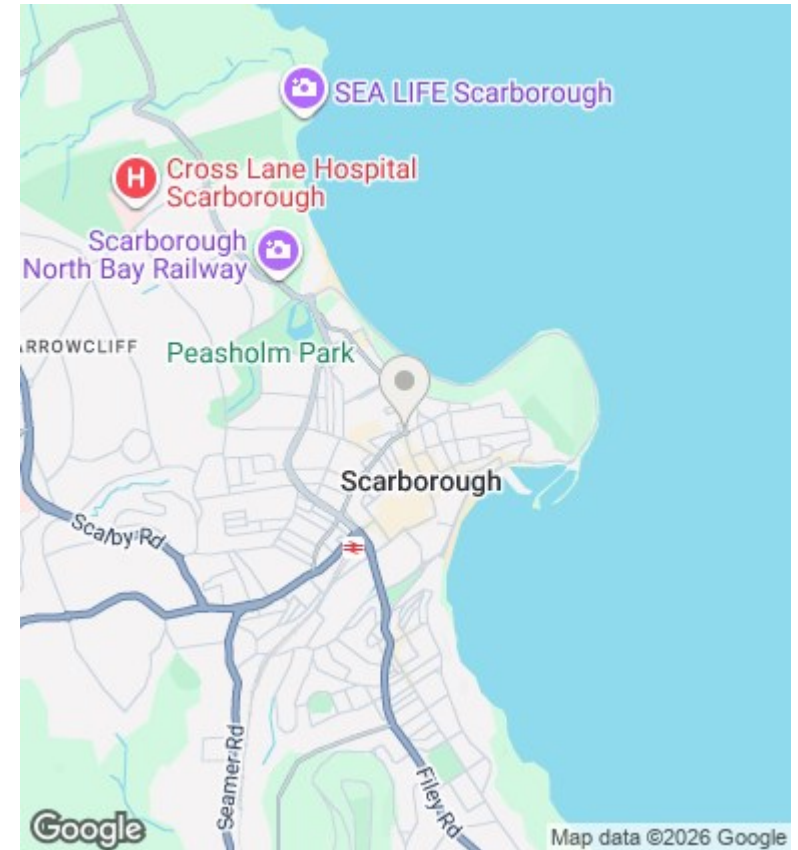 SEA LIFE Scarborough
H
Cross Lane Hospital
Scarborough
Scarborough
North Bay Railway
ARROWCLIFF
Peasholm Park
Scarborough
Scalby Rd
Seamer Rd
Filey Rd
Google
Map data ©2026 Google